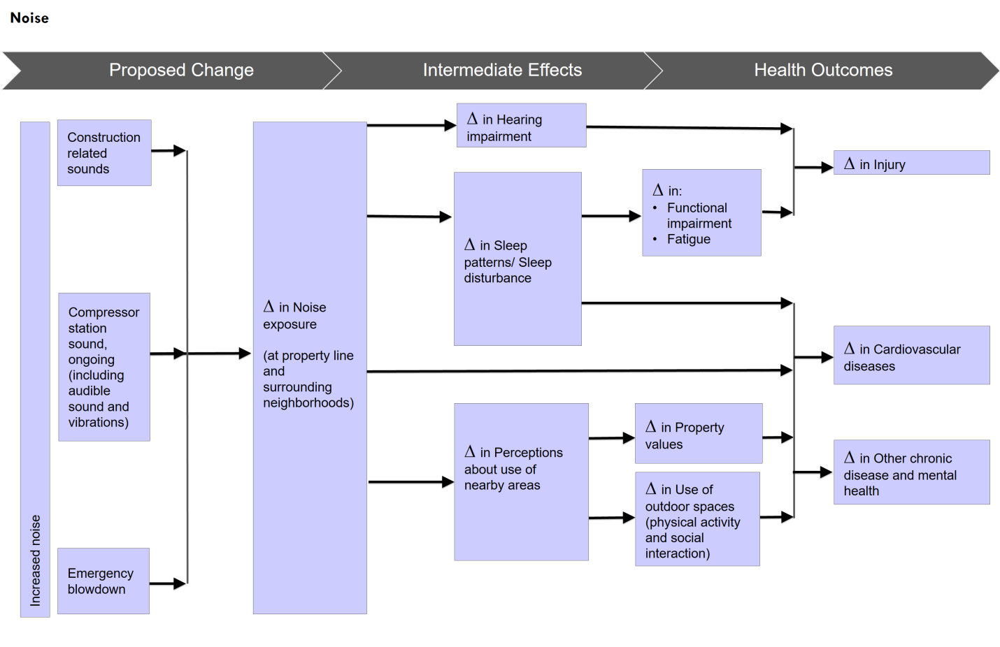 Noise
Proposed Change
Intermediate Effects
Health Outcomes
Increased noise
Construction
related
sounds
Compressor
station
sound,
ongoing
(including
audible
sound and
vibrations)
Emergency
blowdown
Δ in Noise
exposure
(at property line
and
surrounding
neighborhoods)
Δ in Hearing
impairment
Δ in Sleep
patterns/ Sleep
disturbance
Δ in Perceptions
about use of
nearby areas
Δ in:
• Functional
impairment
• Fatigue
Δ in Property
values
Δ in Use of
outdoor spaces
(physical activity
and social
interaction)
Δ in Injury
Δ in Cardiovascular
diseases
Δ in Other chronic
disease and mental
health